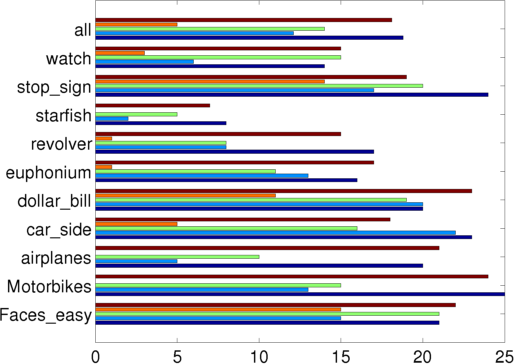 all
watch
stop_sign
starfish
revolver
euphonium
dollar_bill
car_side
airplanes
Motorbikes
Faces_easy
0 5 10 15 20 25